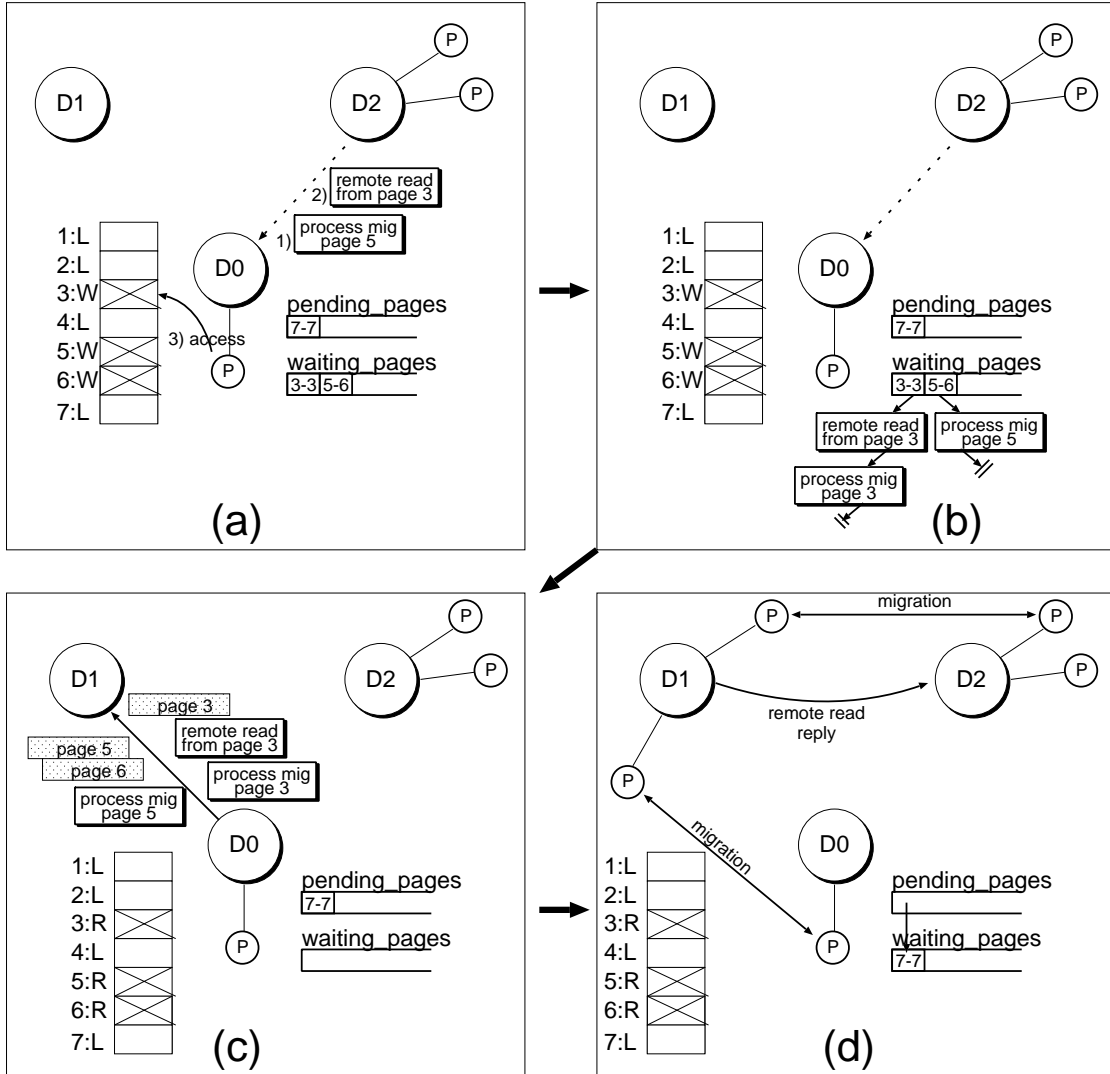 P
D1
D2
P
remote read
from page 3
2)
process mig
page 5
1)
1:L
2:L
3:W
4:L
5:W
6:W
7:L
D0
3) access
P
pending_pages
7-7
waiting_pages
3-3 5-6
(a)
P
D1
D2
P
1:L
2:L
3:W
4:L
5:W
6:W
7:L
D0
P
pending_pages
7-7
waiting_pages
3-3 5-6
remote read
from page 3
process mig
page 5
process mig
page 3
(b)
P
D1
D2
P
page 3
remote read
from page 3
page 5
page 6
process mig
page 3
process mig
page 5
D0
1:L
2:L
3:R
4:L
5:R
6:R
7:L
P
pending_pages
7-7
waiting_pages
(c)
P
migration
P
D1
D2
P
remote read
reply
P
migration
D0
1:L
2:L
3:R
4:L
5:R
6:R
7:L
P
pending_pages
waiting_pages
7-7
(d)